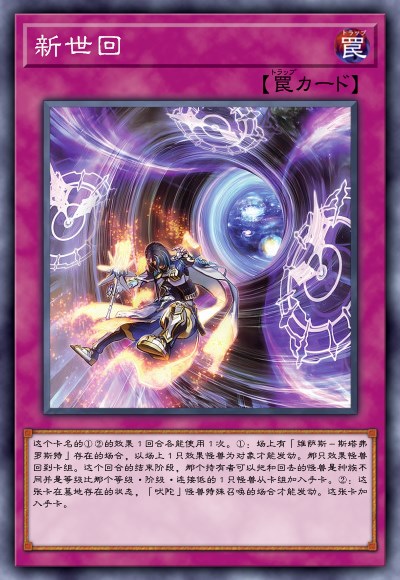 新世回
トラップ
罠
トラップ
【罠カード】
这个卡名的①②的效果1回合各能使用1次。①：场上有「维萨斯－斯塔弗
罗斯特」存在的场合，以场上1只效果怪兽为对象才能发动。那只效果怪兽
回到卡组。这个回合的结束阶段，那个持有者可以把和回去的怪兽是种族不
同并是等级比那个等级·阶级·连接低的1只怪兽从卡组加入手卡。②：这
张卡在墓地存在的状态，「吠陀」怪兽特殊召唤的场合才能发动。这张卡加
入手卡。